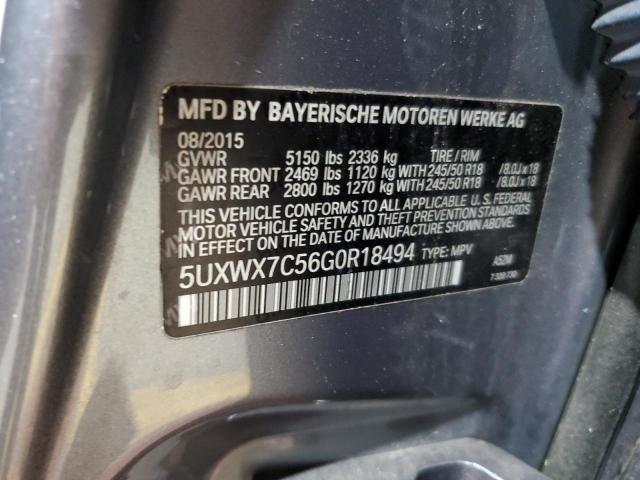 MFD BY BAYERISCHE MOTOREN WERKE AG
08/2015
GVWR 5150 lbs 2336 kg TIRE / RIM
GAWR FRONT 2469 lbs 1120 kg WITH 245/50 R18 /8.0J x 18
GAWR REAR 2800 lbs 1270 kg WITH 245/50 R18 /8.0J x 18
THIS VEHICLE CONFORMS TO ALL APPLICABLE U.S. FEDERAL
MOTOR VEHICLE SAFETY AND THEFT PREVENTION STANDARDS
IN EFFECT ON THE DATE OF MANUFACTURE SHOWN ABOVE.
5UXWX7C56G0R18494 TYPE: MPV